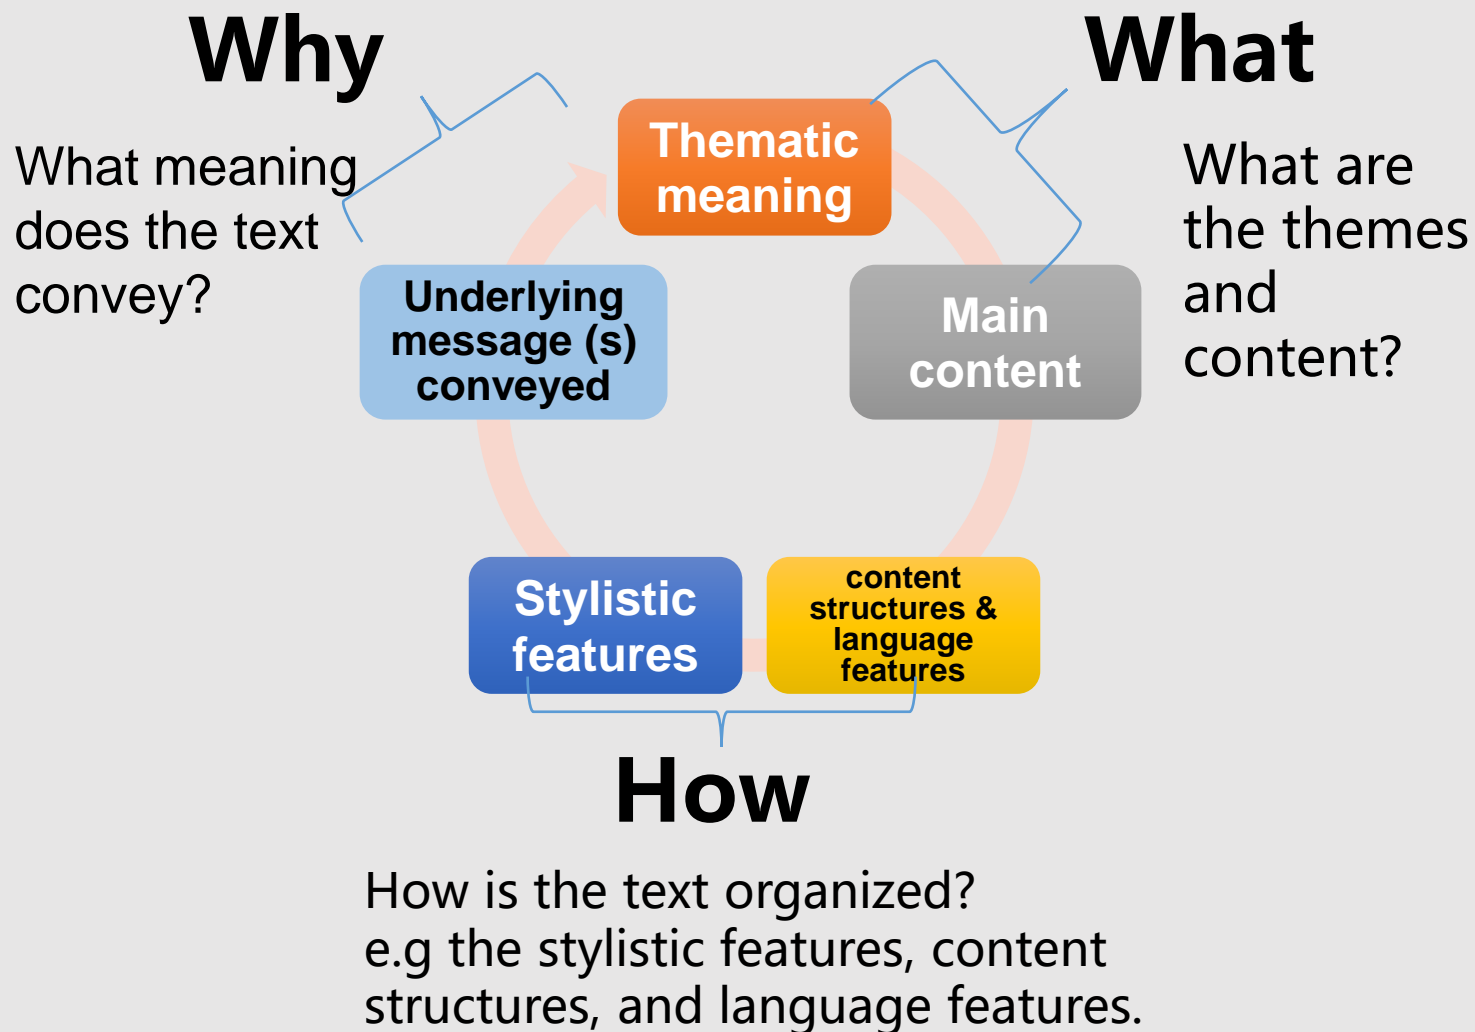 Why
What meaning
does the text
convey?
What
What are
the themes
and
content?
Thematic
meaning
Main
content
content
structures &
language
features
Stylistic
features
Underlying
message (s)
conveyed
How
How is the text organized?
e.g the stylistic features, content
structures, and language features.